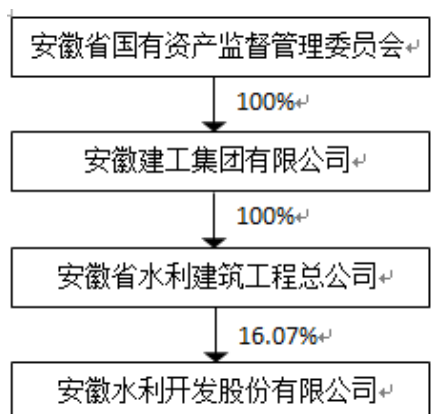 安徽省国有资产监督管理委员会
100%
安徽建工集团有限公司
100%
安徽省水利建筑工程总公司
16.07%
安徽水利开发股份有限公司